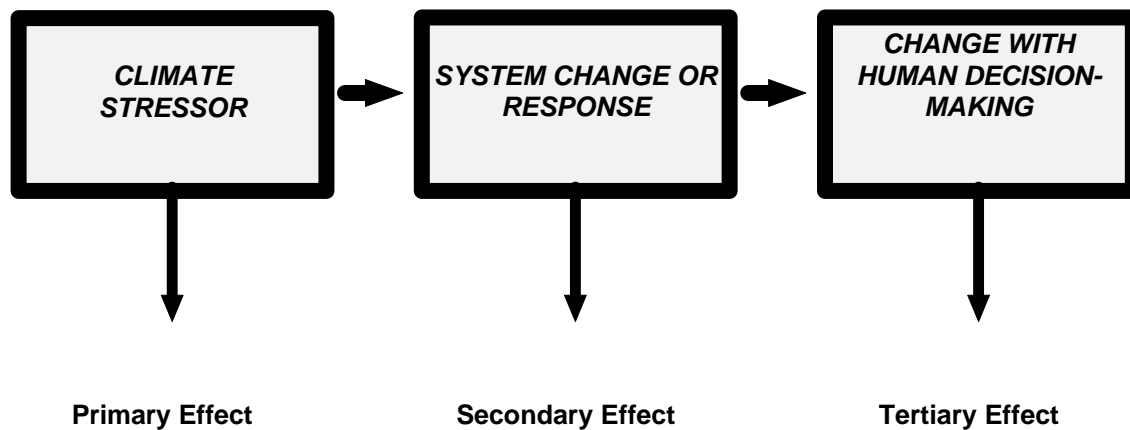 CLIMATE
STRESSOR
SYSTEM CHANGE OR
RESPONSE
CHANGE WITH
HUMAN DECISION-
MAKING
Primary Effect
Secondary Effect
Tertiary Effect